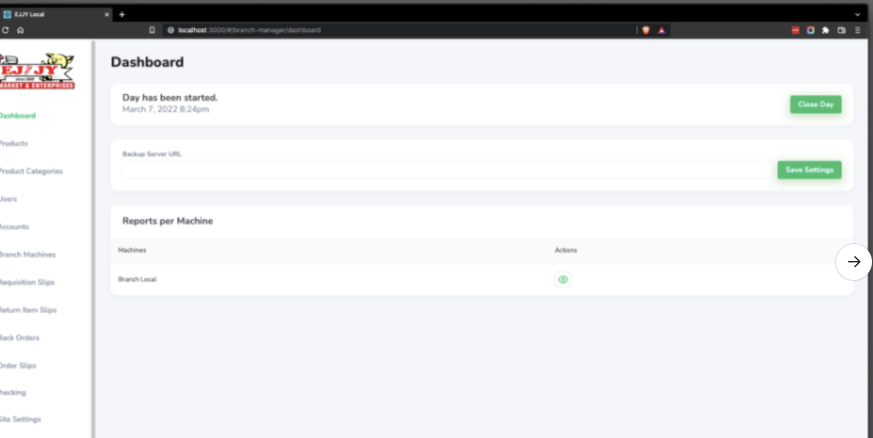 EJJY Local
localhost:3000/#/branch-manager/dashboard
EJ/JY
since 2000
MARKET & ENTERPRISES
Dashboard
Products
Product Categories
Users
Accounts
Branch Machines
Requisition Slips
Return Item Slips
Back Orders
Order Slips
hecking
Site Settings
Dashboard
Day has been started.
March 7, 2022 8:24pm
Close Day
Backup Server URL
Save Settings
Reports per Machine
Machines Actions
Branch Local